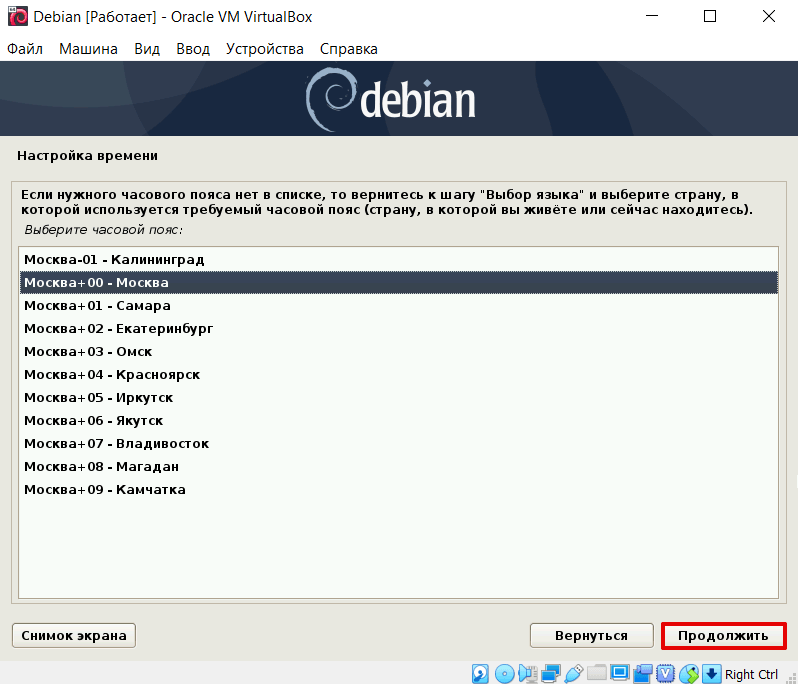 Debian [Работает] - Oracle VM VirtualBox
Файл Машина Вид Ввод Устройства Справка
debian
Настройка времени
Если нужного часового пояса нет в списке, то вернитесь к шагу "Выбор языка" и выберите страну, в
которой используется требуемый часовой пояс (страну, в которой вы живёте или сейчас находитесь).
Выберите часовой пояс:
Москва-01 - Калининград
Москва+00 - Москва
Москва+01 - Самара
Москва+02 - Екатеринбург
Москва+03 - Омск
Москва+04 - Красноярск
Москва+05 - Иркутск
Москва+06 - Якутск
Москва+07 - Владивосток
Москва+08 - Магадан
Москва+09 - Камчатка
Снимок экрана Вернуться Продолжить
Right Ctrl